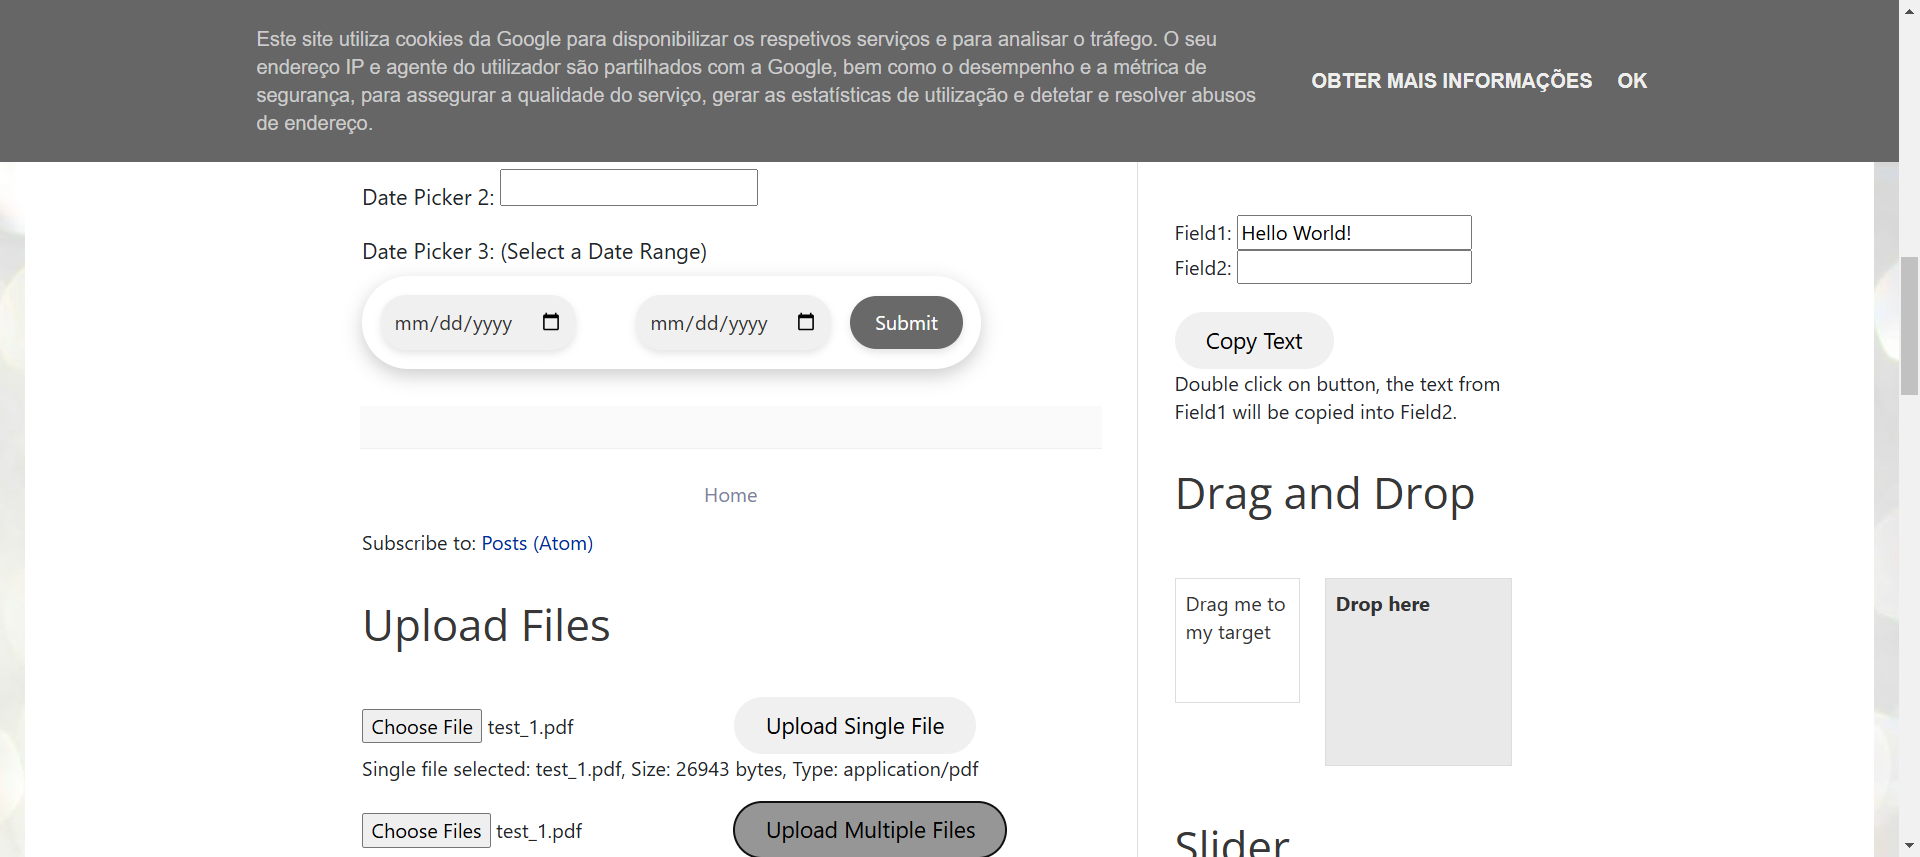 Este site utiliza cookies da Google para disponibilizar os respetivos serviços e para analisar o tráfego. O seu
endereço IP e agente do utilizador são partilhados com a Google, bem como o desempenho e a métrica de
segurança, para assegurar a qualidade do serviço, gerar as estatísticas de utilização e detetar e resolver abusos
de endereço.
OBTER MAIS INFORMAÇÕES OK
Date Picker 2:
Date Picker 3: (Select a Date Range)
mm/dd/yyyy mm/dd/yyyy Submit
Home
Subscribe to: Posts (Atom)
Upload Files
Choose File test_1.pdf Upload Single File
Single file selected: test_1.pdf, Size: 26943 bytes, Type: application/pdf
Choose Files test_1.pdf Upload Multiple Files
Field1: Hello World!
Field2:
Copy Text
Double click on button, the text from
Field1 will be copied into Field2.
Drag and Drop
Drag me to
my target
Drop here
Slider